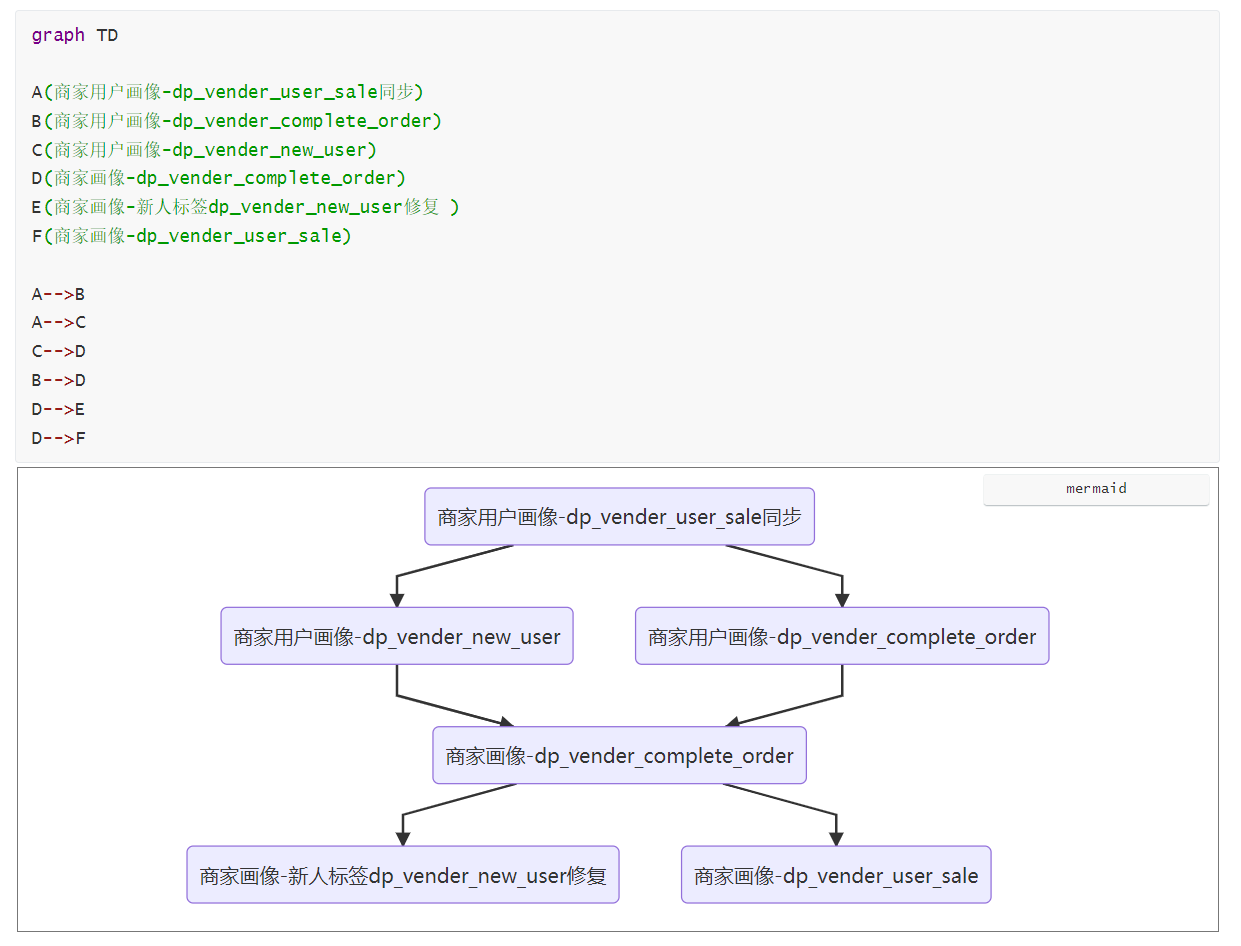 graph TD
A(商家用户画像-dp_vender_user_sale同步)
B(商家用户画像-dp_vender_complete_order)
C(商家用户画像-dp_vender_new_user)
D(商家画像-dp_vender_complete_order)
E(商家画像-新人标签dp_vender_new_user修复 )
F(商家画像-dp_vender_user_sale)
A-->B
A-->C
C-->D
B-->D
D-->E
D-->F
mermaid
商家用户画像-dp_vender_user_sale同步
商家用户画像-dp_vender_new_user
商家用户画像-dp_vender_complete_order
商家画像-dp_vender_complete_order
商家画像-新人标签dp_vender_new_user修复
商家画像-dp_vender_user_sale